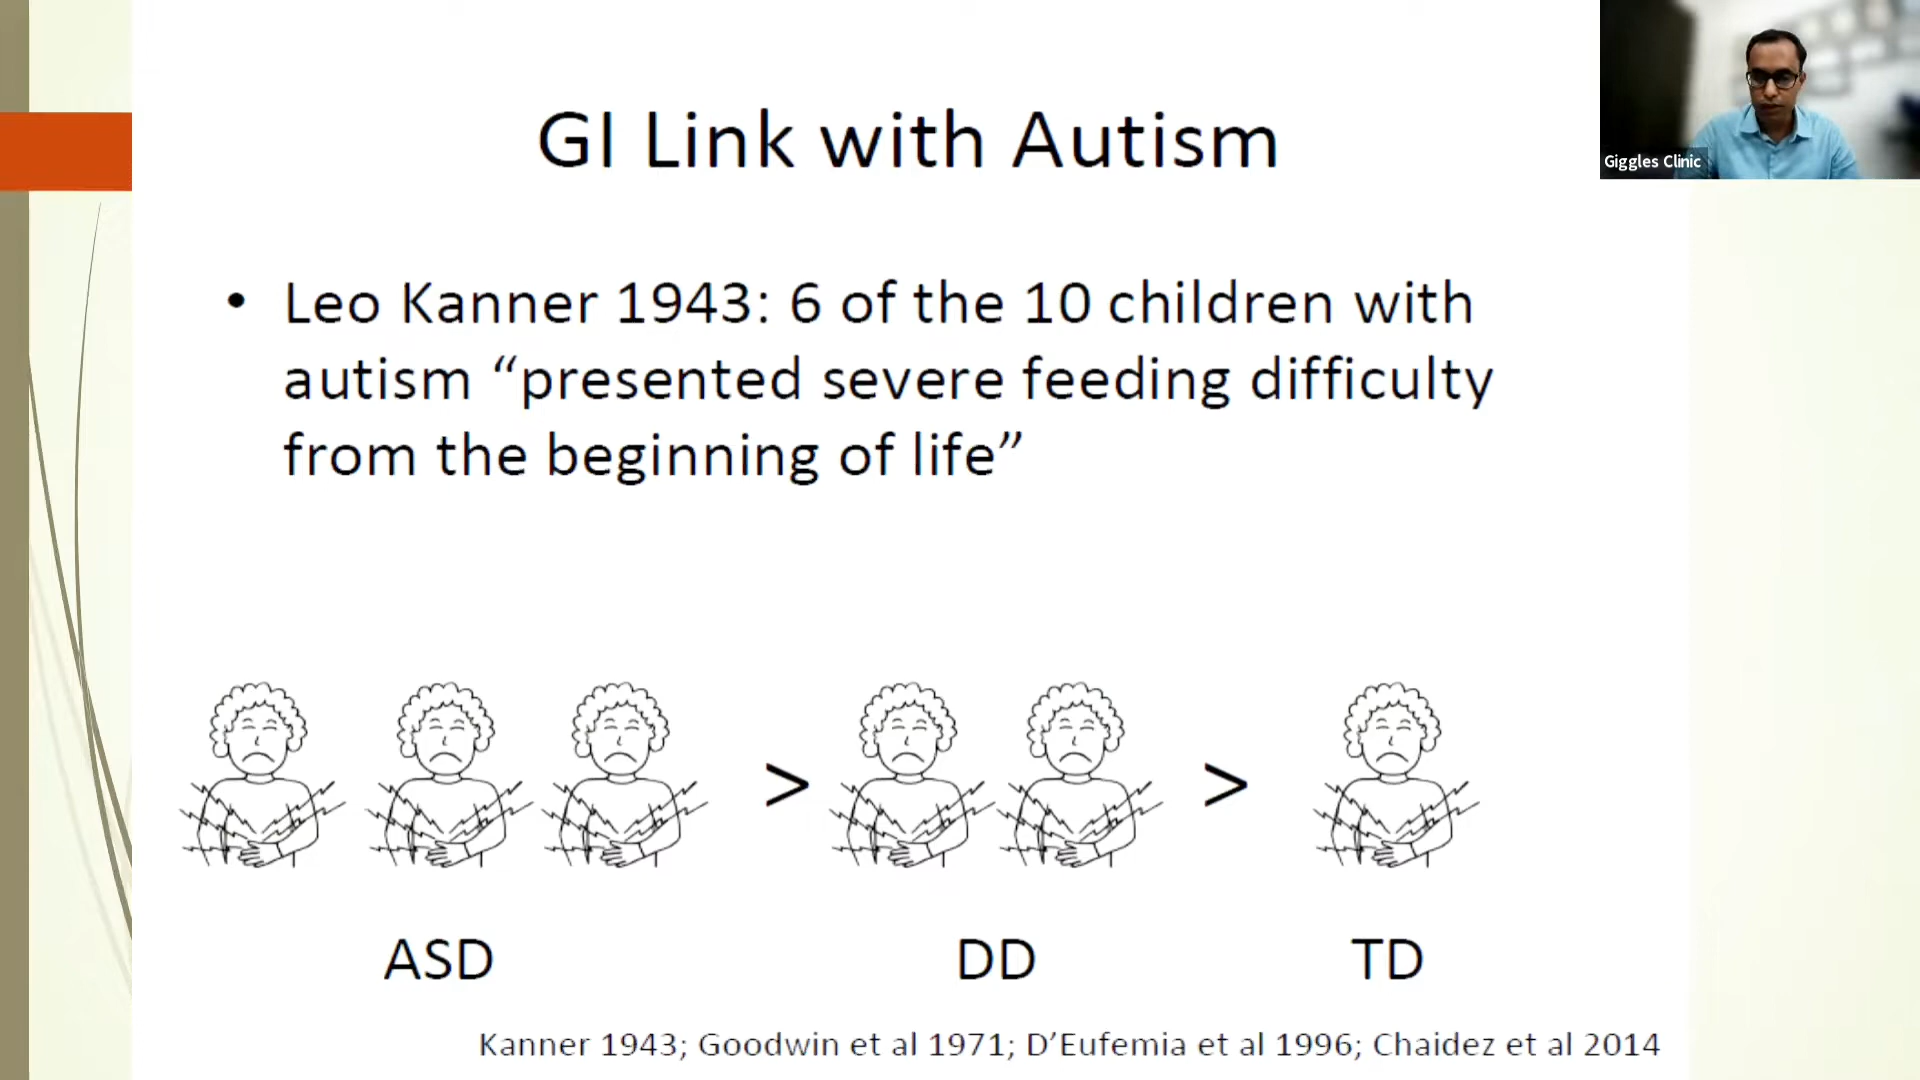 GI Link with Autism
Giggles Clinic
• Leo Kanner 1943: 6 of the 10 children with
autism “presented severe feeding difficulty
from the beginning of life”
> >
ASD DD TD
Kanner 1943; Goodwin et al 1971; D’Eufemia et al 1996; Chaidez et al 2014